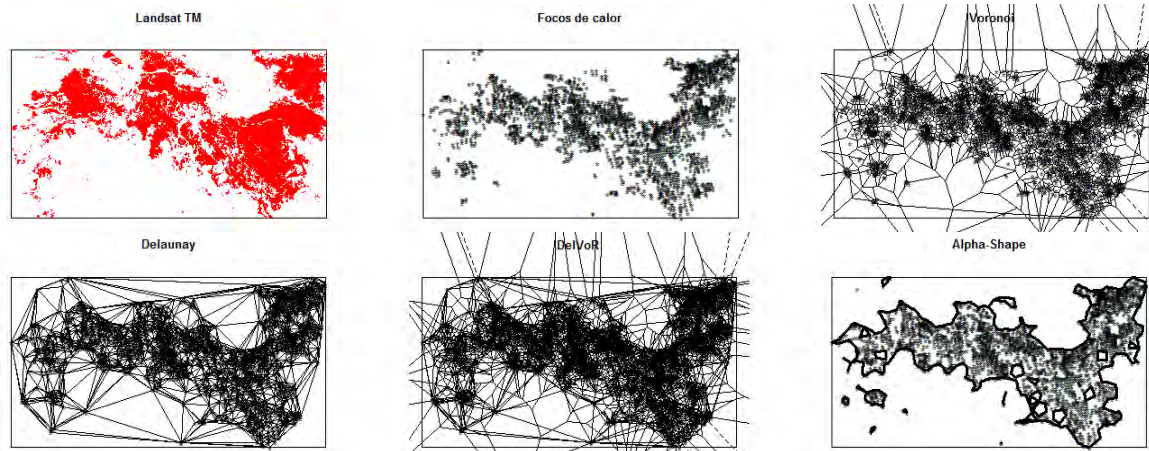 Landsat TM
Focos de calor
Voronoi
Delaunay
DelVoR
Alpha-Shape